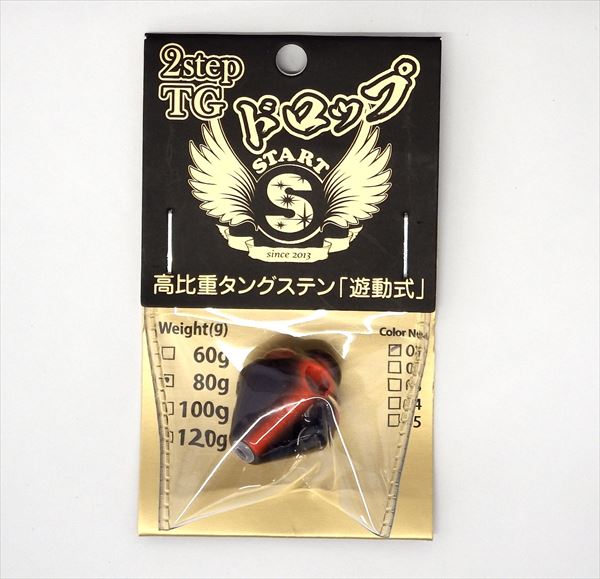 2step
TG
ドロップ
START
S
since 2013
高比重タングステン「遊動式」
Weight(g)
60g
80g
100g
120g
Color